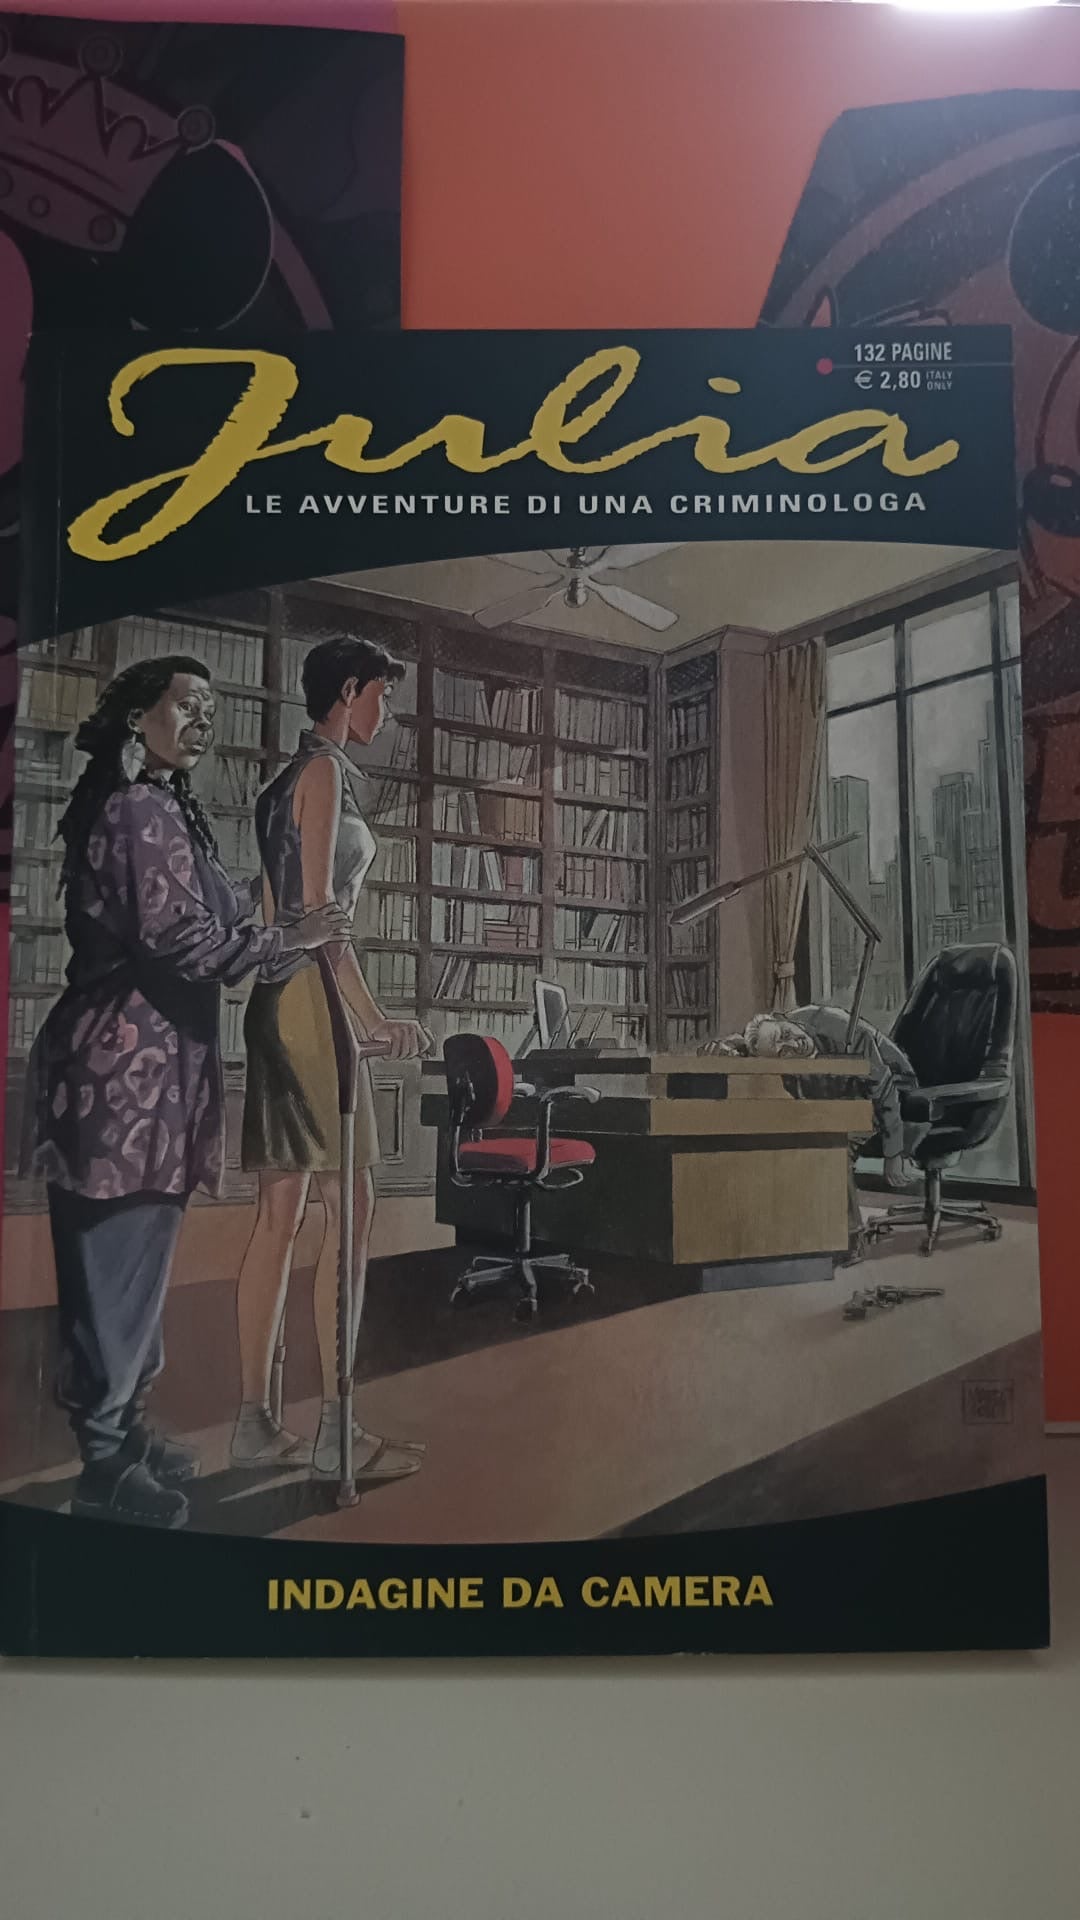 132 PAGINE
€ 2,80 ITALY ONLY
Julia
LE AVVENTURE DI UNA CRIMINOLOGA
INDAGINE DA CAMERA